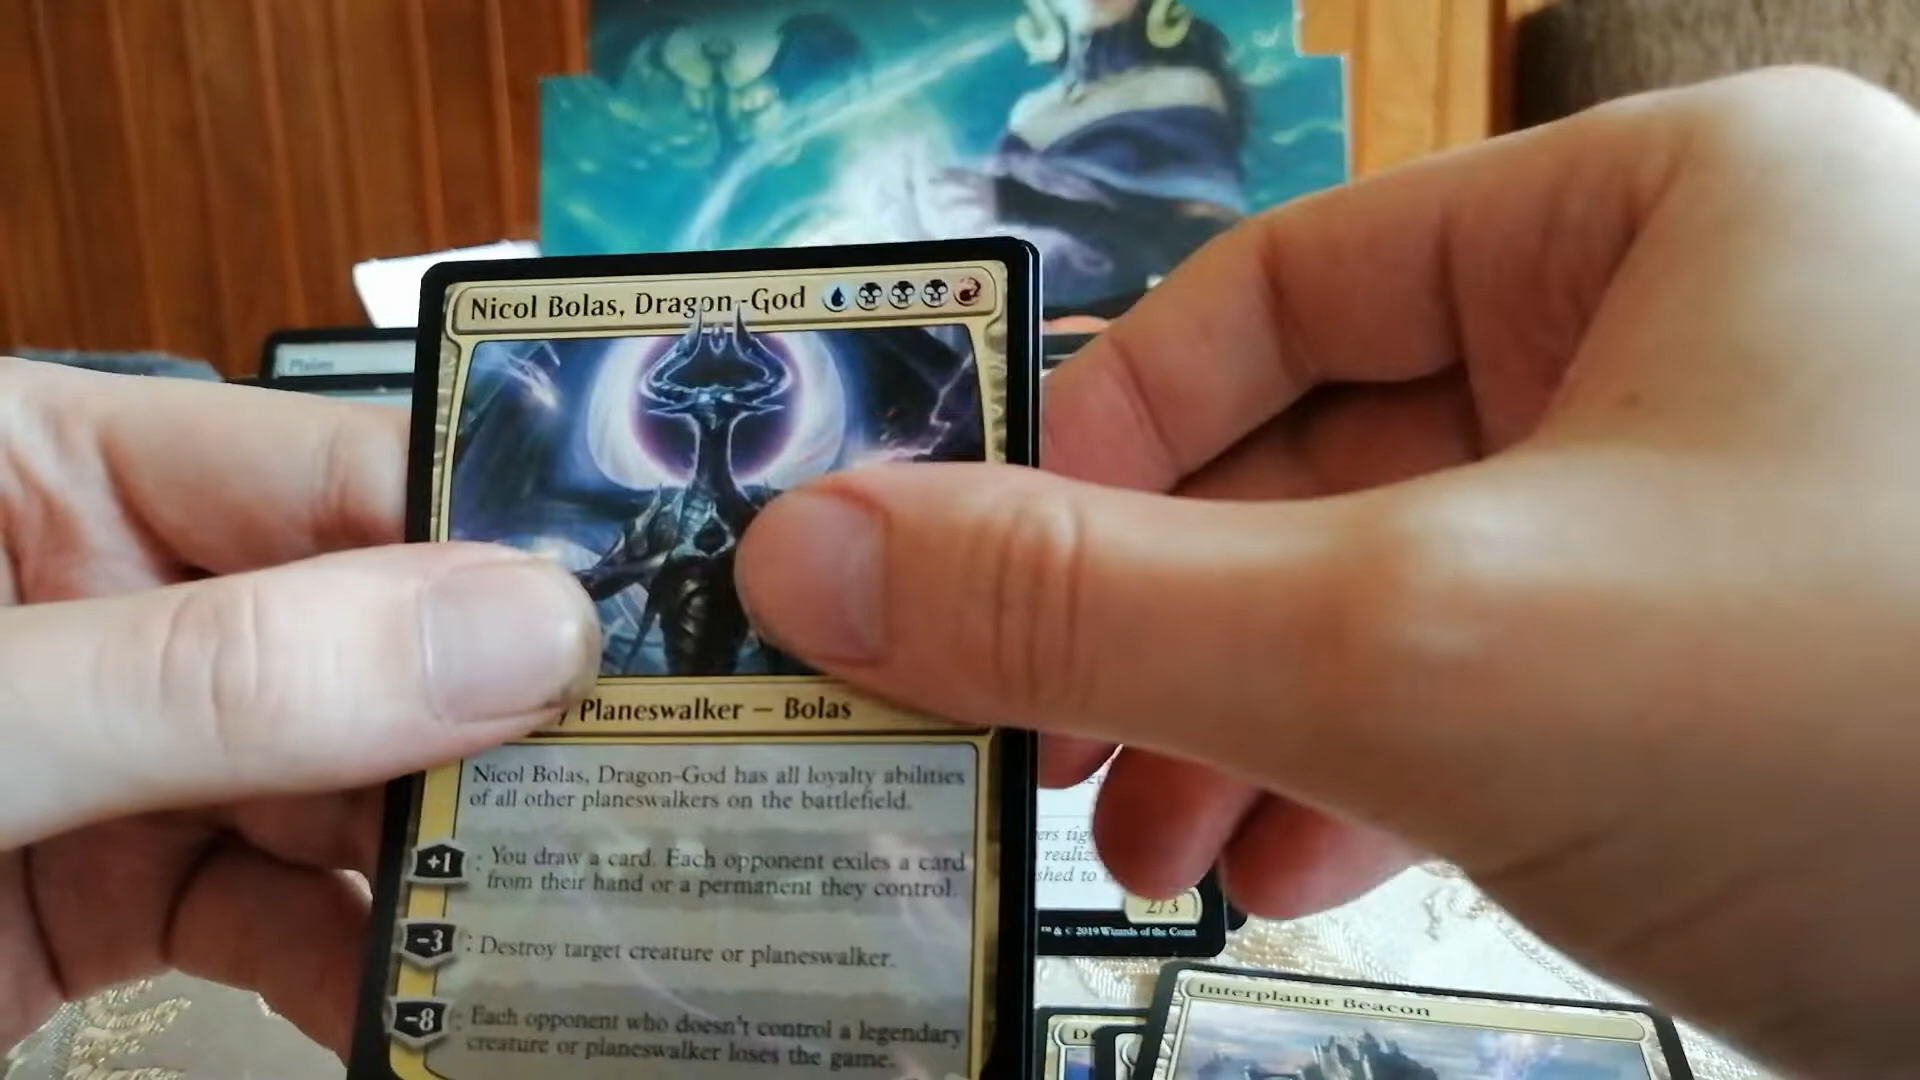 Nicol Bolas, Dragon-God
Plains
Planeswalker — Bolas
Nicol Bolas, Dragon-God has all loyalty abilities
of all other planeswalkers on the battlefield.
+1 : You draw a card. Each opponent exiles a card
from their hand or a permanent they control.
-3 : Destroy target creature or planeswalker.
-8 : Each opponent who doesn't control a legendary
creature or planeswalker loses the game.
2/3
™ & © 2019 Wizards of the Coast
Interplanar Beacon